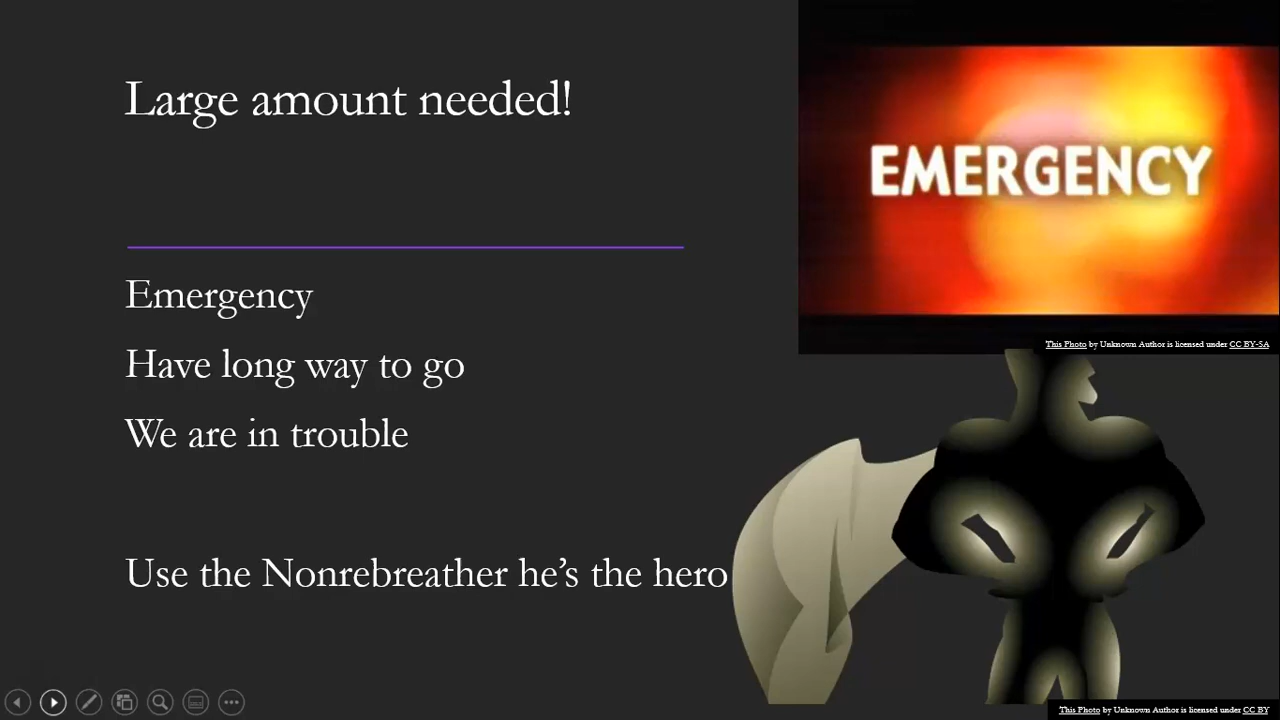 Large amount needed!
EMERGENCY
This Photo by Unknown Author is licensed under CC BY-SA
Emergency
Have long way to go
We are in trouble
Use the Nonrebreather he’s the hero
This Photo by Unknown Author is licensed under CC BY